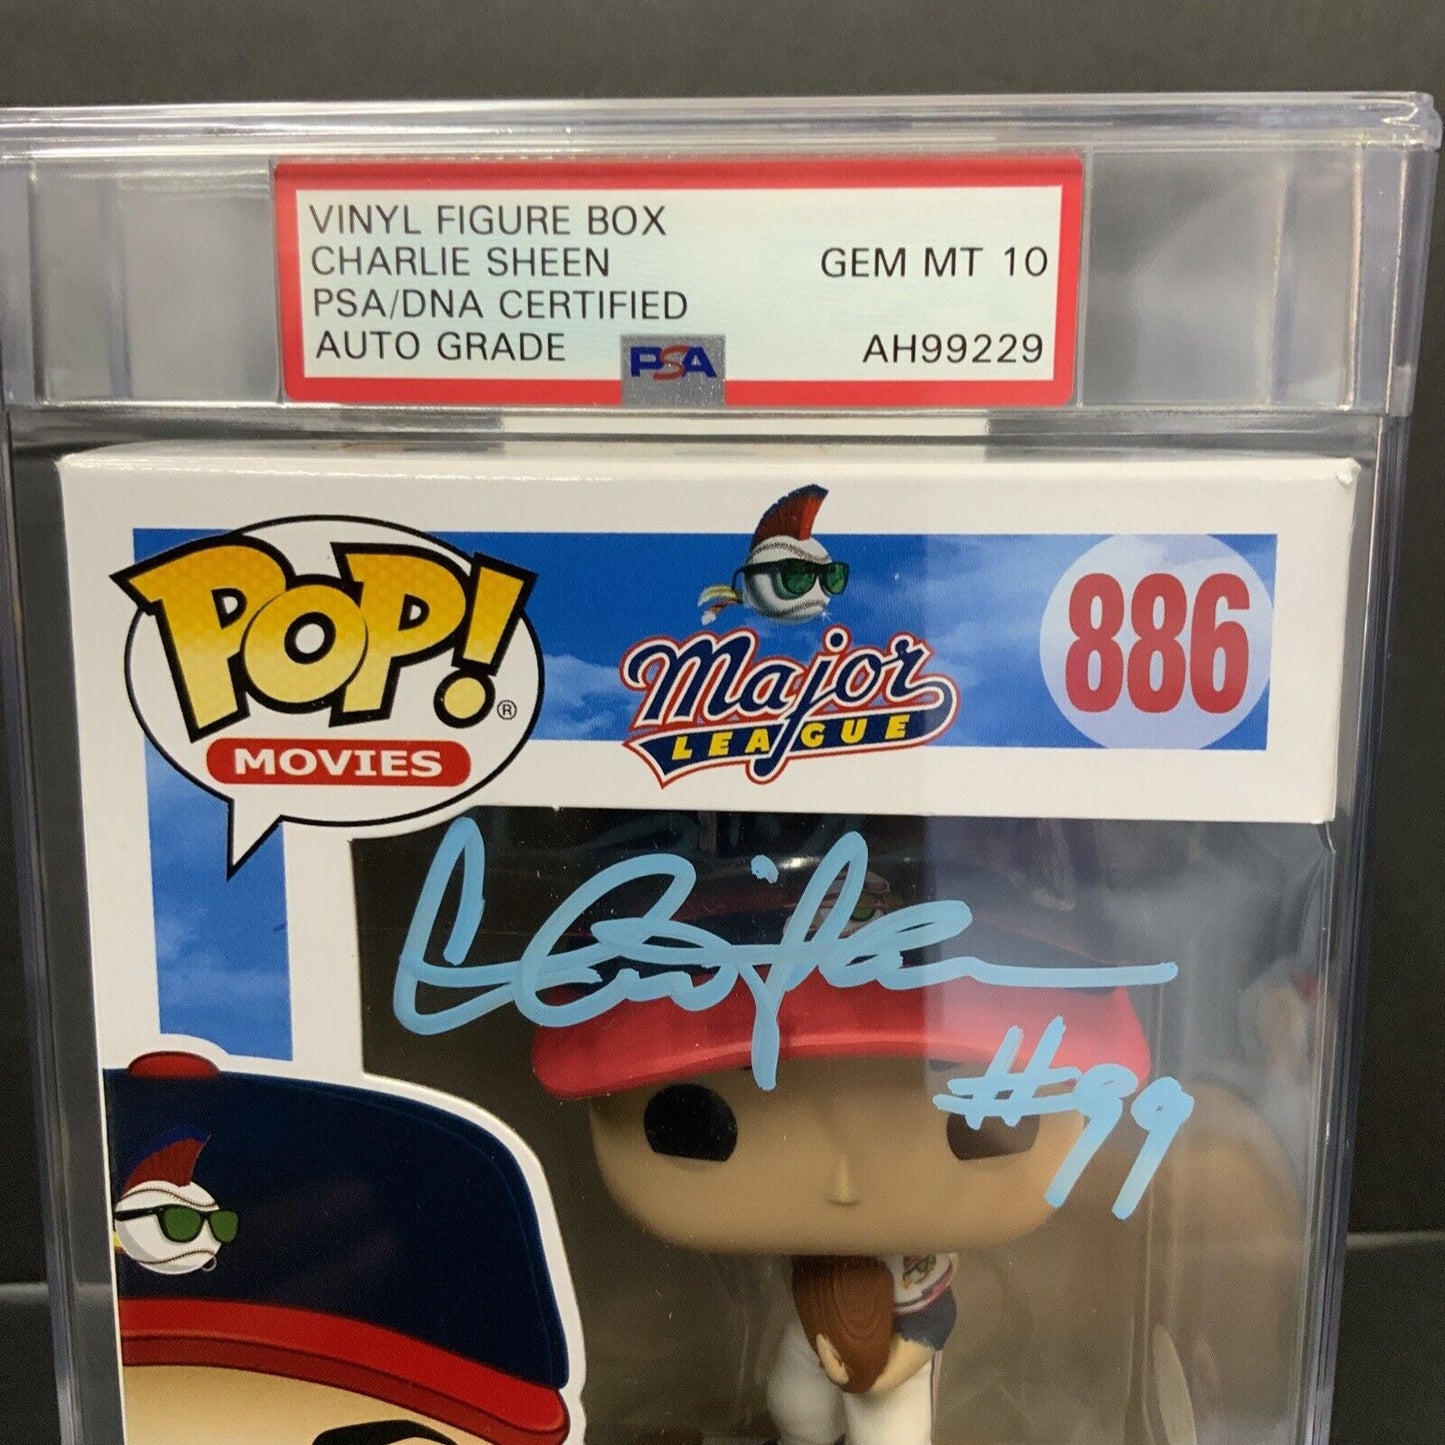 VINYL FIGURE BOX
CHARLIE SHEEN
GEM MT 10
PSA/DNA CERTIFIED
AUTO GRADE
PSA
AH99229
POP!®
MOVIES
Major
LEAGUE
886
#99